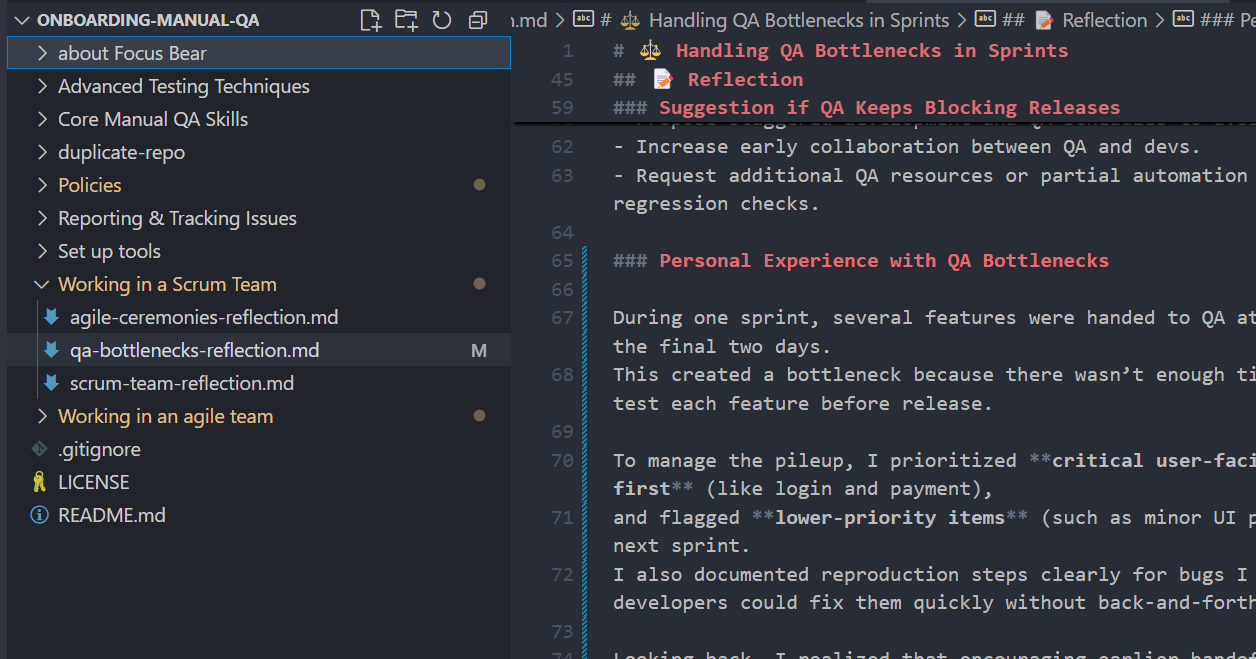 ONBOARDING-MANUAL-QA
about Focus Bear
Advanced Testing Techniques
Core Manual QA Skills
duplicate-repo
Policies
Reporting & Tracking Issues
Set up tools
Working in a Scrum Team
agile-ceremonies-reflection.md
qa-bottlenecks-reflection.md M
scrum-team-reflection.md
Working in an agile team
.gitignore
LICENSE
README.md
.md > # ⚖️ Handling QA Bottlenecks in Sprints > ## 📝 Reflection > ###
1 # ⚖️ Handling QA Bottlenecks in Sprints
45 ## 📝 Reflection
59 ### Suggestion if QA Keeps Blocking Releases
62 - Increase early collaboration between QA and devs.
63 - Request additional QA resources or partial automation
regression checks.
64
65 ### Personal Experience with QA Bottlenecks
66
67 During one sprint, several features were handed to QA at
the final two days.
68 This created a bottleneck because there wasn’t enough ti
test each feature before release.
69
70 To manage the pileup, I prioritized **critical user-faci
first** (like login and payment),
71 and flagged **lower-priority items** (such as minor UI p
next sprint.
72 I also documented reproduction steps clearly for bugs I
developers could fix them quickly without back-and-forth
73
74 Looking back, I realized that encouraging earlier